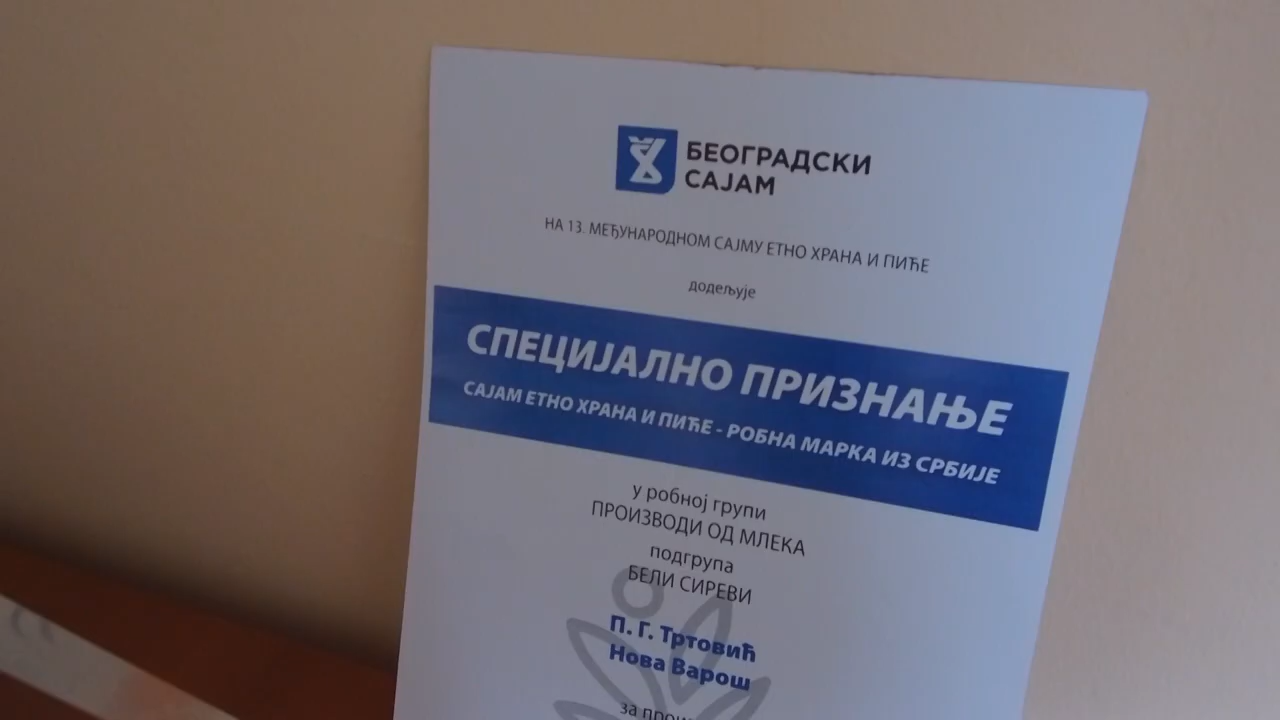 БЕОГРАДСКИ
САЈАМ
НА 13. МЕЂУНАРОДНОМ САЈМУ ЕТНО ХРАНА И ПИЋЕ
додељује
СПЕЦИЈАЛНО ПРИЗНАЊЕ
САЈАМ ЕТНО ХРАНА И ПИЋЕ - РОБНА МАРКА ИЗ СРБИЈЕ
у робној групи
ПРОИЗВОДИ ОД МЛЕКА
подгрупа
БЕЛИ СИРЕВИ
П. Г. Тртовић
Нова Варош
за